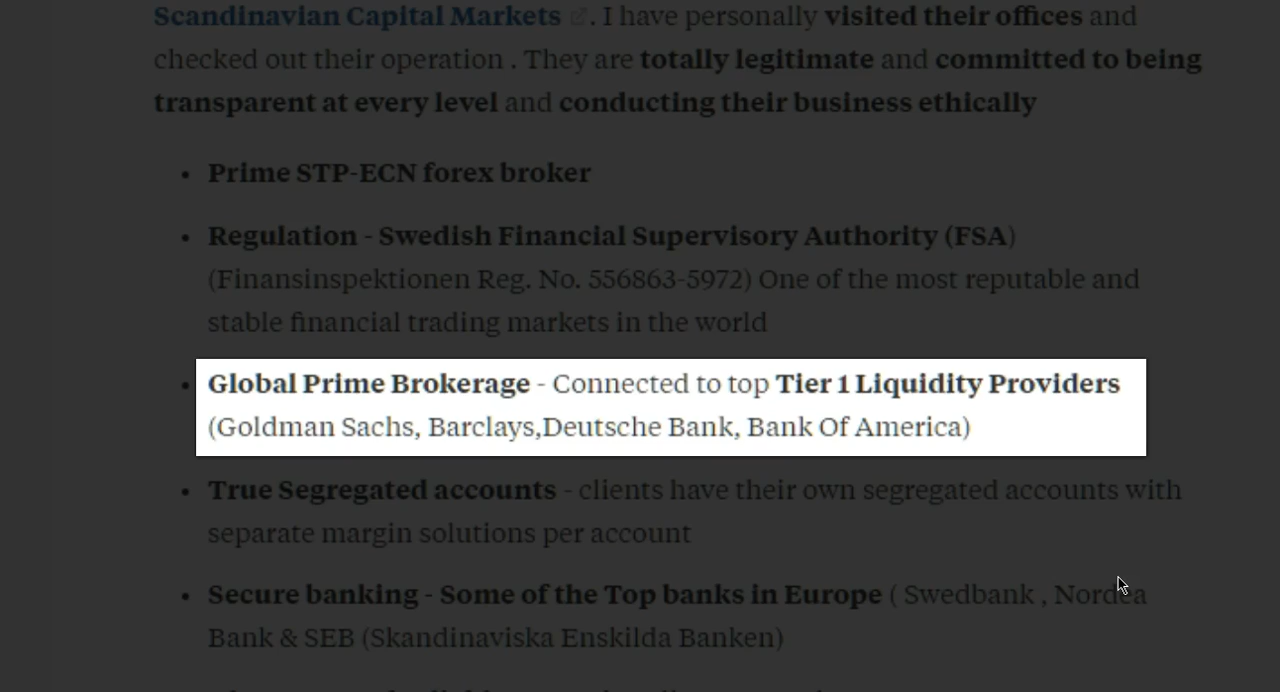 Scandinavian Capital Markets . I have personally visited their offices and
checked out their operation . They are totally legitimate and committed to being
transparent at every level and conducting their business ethically
• Prime STP-ECN forex broker
• Regulation - Swedish Financial Supervisory Authority (FSA)
(Finansinspektionen Reg. No. 556863-5972) One of the most reputable and
stable financial trading markets in the world
• Global Prime Brokerage - Connected to top Tier 1 Liquidity Providers
(Goldman Sachs, Barclays,Deutsche Bank, Bank Of America)
• True Segregated accounts - clients have their own segregated accounts with
separate margin solutions per account
• Secure banking - Some of the Top banks in Europe ( Swedbank , Nordea
Bank & SEB (Skandinaviska Enskilda Banken)